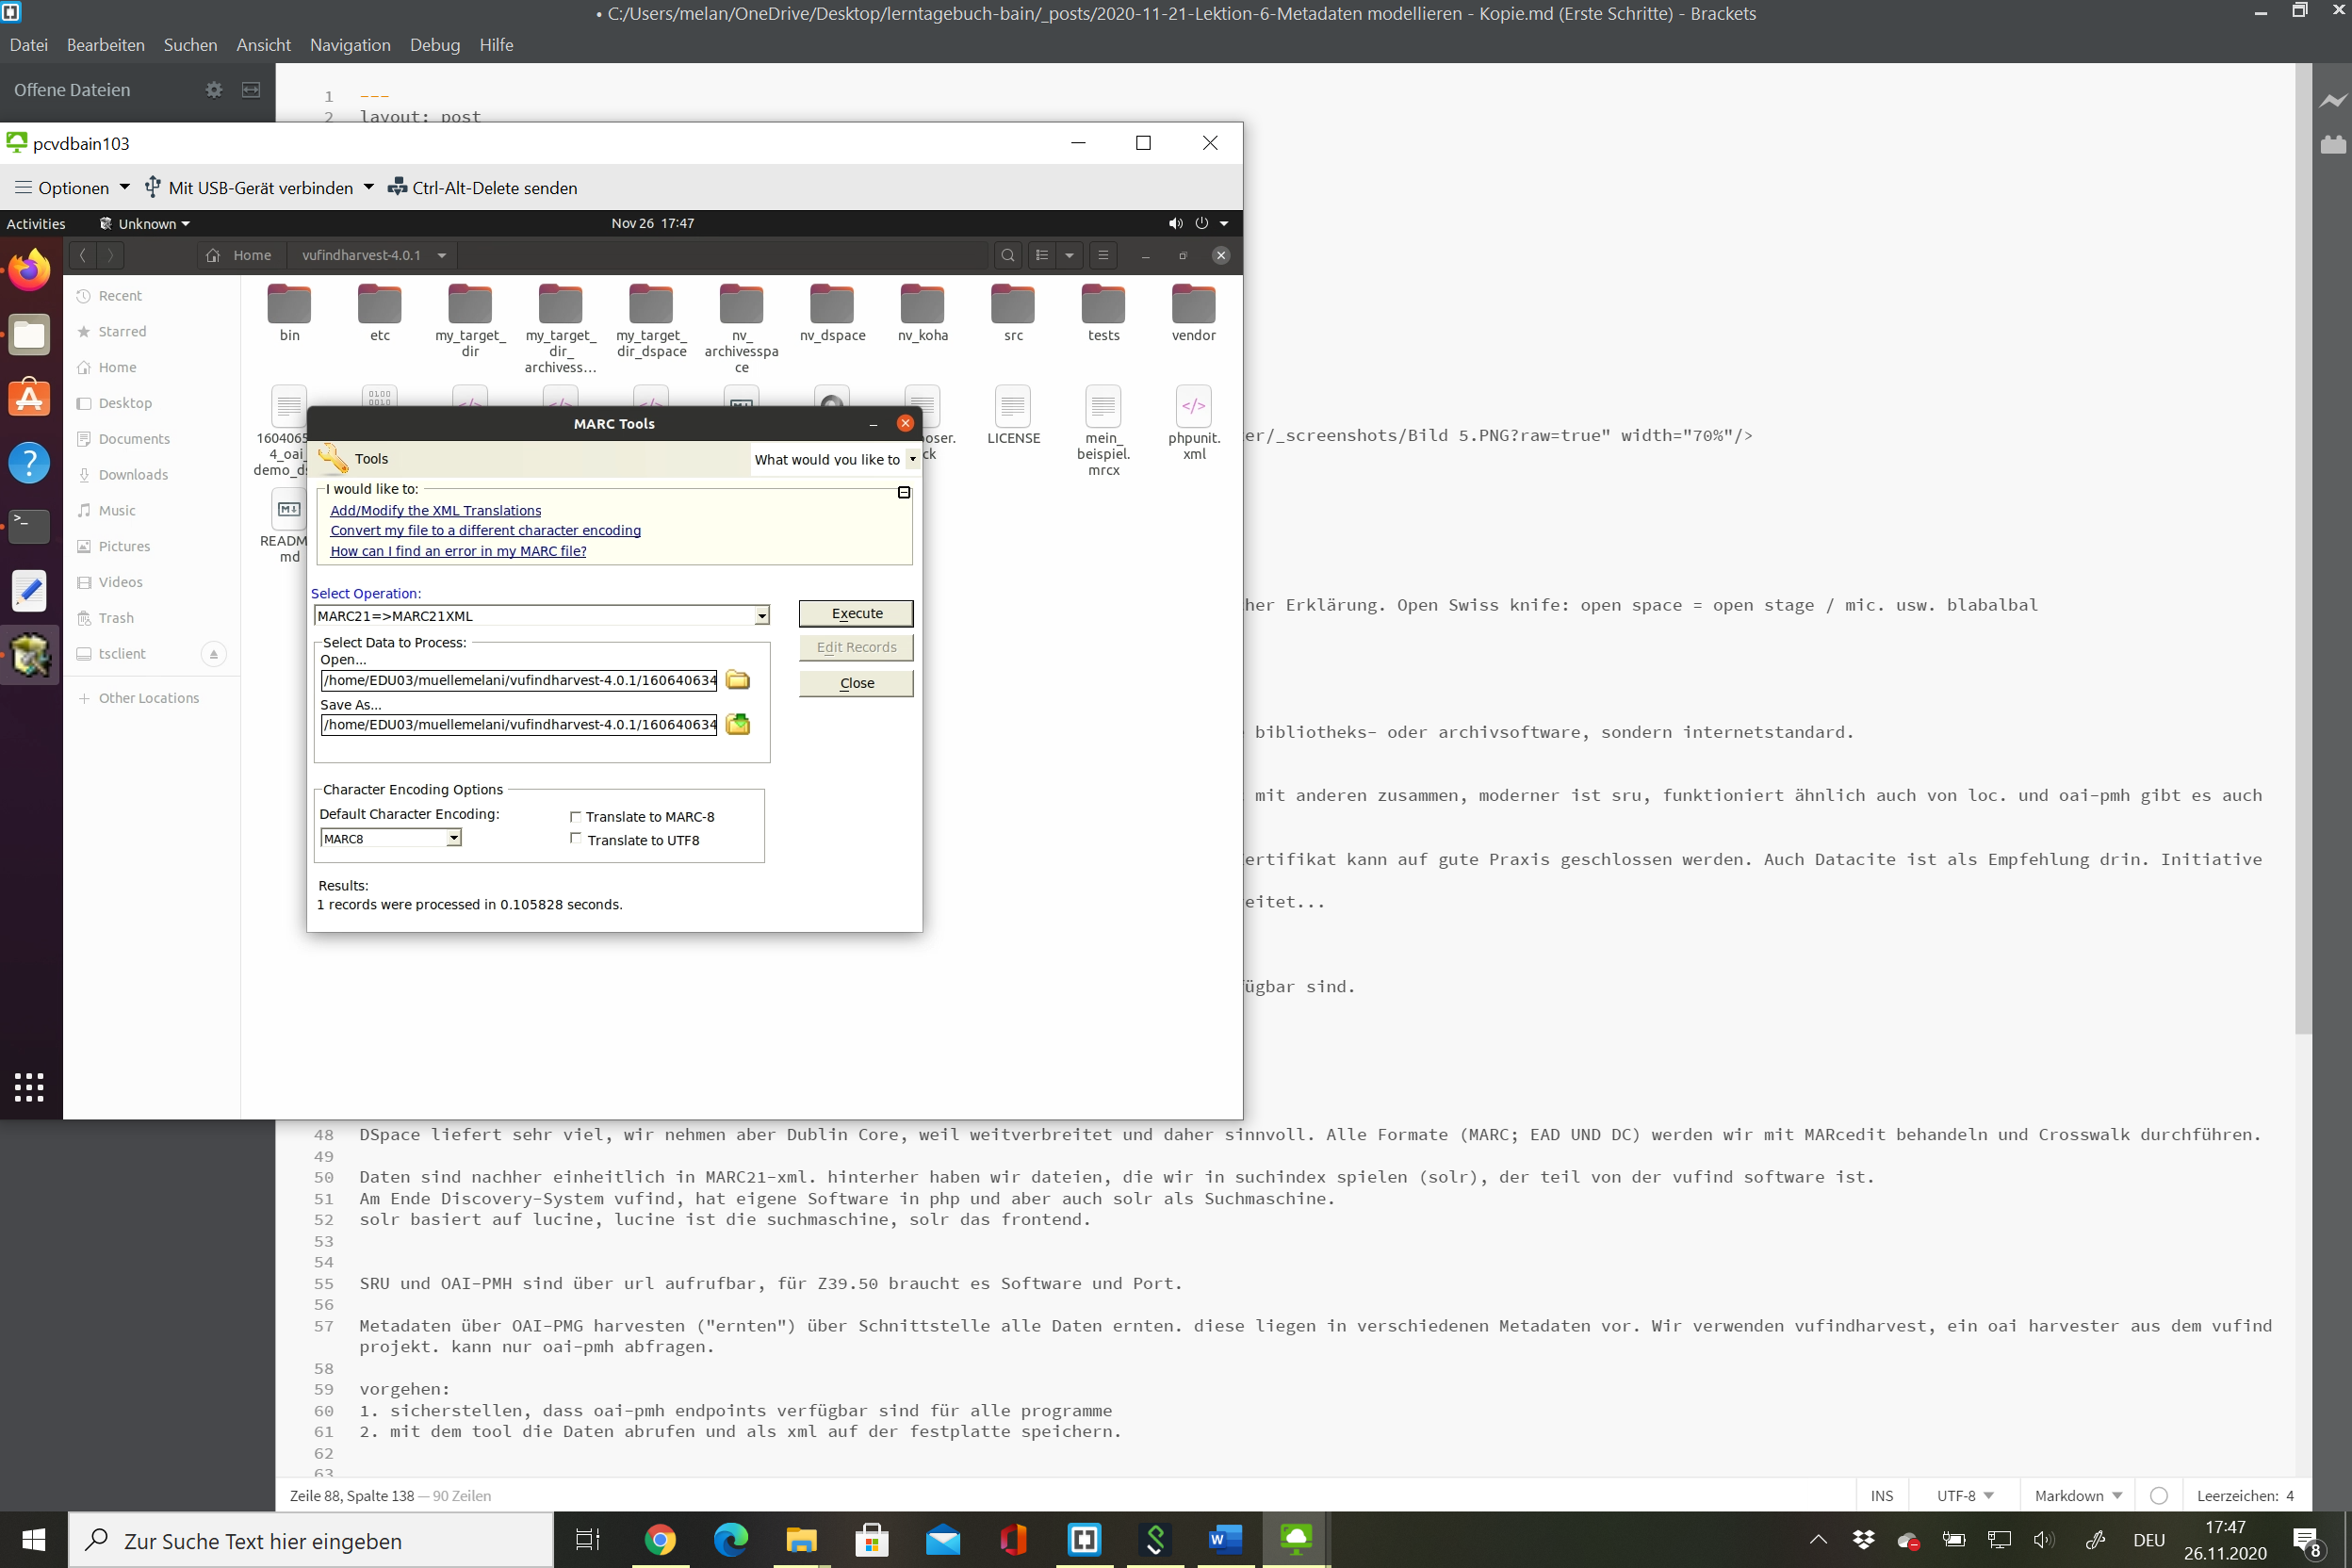 • C:/Users/melan/OneDrive/Desktop/lerntagebuch-bain/_posts/2020-11-21-Lektion-6-Metadaten modellieren - Kopie.md (Erste Schritte) - Brackets
Datei Bearbeiten Suchen Ansicht Navigation Debug Hilfe
Offene Dateien
1 ---
2 layout: post
pcvdbain103
Optionen Mit USB-Gerät verbinden Ctrl-Alt-Delete senden
Activities Unknown Nov 26 17:47
Home vufindharvest-4.0.1
Recent
Starred
Home
Desktop
Documents
Downloads
Music
Pictures
Videos
Trash
tsclient
+ Other Locations
bin
etc
my_target_
dir
my_target_
dir_
archivess...
my_target_
dir_dspace
nv_
archivesspa
ce
nv_dspace
nv_koha
src
tests
vendor
1604065
4_oai_
demo_d
oser.
ck
LICENSE
mein_
beispiel.
mrcx
phpunit.
xml
READM
md
MARC Tools
Tools What would you like to
I would like to:
Add/Modify the XML Translations
Convert my file to a different character encoding
How can I find an error in my MARC file?
Select Operation:
MARC21=>MARC21XML
Execute
Edit Records
Close
Select Data to Process:
Open...
/home/EDU03/muellemelani/vufindharvest-4.0.1/160640634
Save As...
/home/EDU03/muellemelani/vufindharvest-4.0.1/160640634
Character Encoding Options
Default Character Encoding:
MARC8
Translate to MARC-8
Translate to UTF8
Results:
1 records were processed in 0.105828 seconds.
er/_screenshots/Bild 5.PNG?raw=true" width="70%"/>
her Erklärung. Open Swiss knife: open space = open stage / mic. usw. blabalbal
bibliotheks- oder archivsoftware, sondern internetstandard.
mit anderen zusammen, moderner ist sru, funktioniert ähnlich auch von loc. und oai-pmh gibt es auch
ertifikat kann auf gute Praxis geschlossen werden. Auch Datacite ist als Empfehlung drin. Initiative
eitet...
ügbar sind.
48 DSpace liefert sehr viel, wir nehmen aber Dublin Core, weil weitverbreitet und daher sinnvoll. Alle Formate (MARC; EAD UND DC) werden wir mit MARcedit behandeln und Crosswalk durchführen.
49
50 Daten sind nachher einheitlich in MARC21-xml. hinterher haben wir dateien, die wir in suchindex spielen (solr), der teil von der vufind software ist.
51 Am Ende Discovery-System vufind, hat eigene Software in php und aber auch solr als Suchmaschine.
52 solr basiert auf lucine, lucine ist die suchmaschine, solr das frontend.
53
54
55 SRU und OAI-PMH sind über url aufrufbar, für Z39.50 braucht es Software und Port.
56
57 Metadaten über OAI-PMG harvesten ("ernten") über Schnittstelle alle Daten ernten. diese liegen in verschiedenen Metadaten vor. Wir verwenden vufindharvest, ein oai harvester aus dem vufind
projekt. kann nur oai-pmh abfragen.
58
59 vorgehen:
60 1. sicherstellen, dass oai-pmh endpoints verfügbar sind für alle programme
61 2. mit dem tool die Daten abrufen und als xml auf der festplatte speichern.
62
63
Zeile 88, Spalte 138 — 90 Zeilen INS UTF-8 Markdown Leerzeichen: 4
Zur Suche Text hier eingeben
DEU
17:47
26.11.2020
8